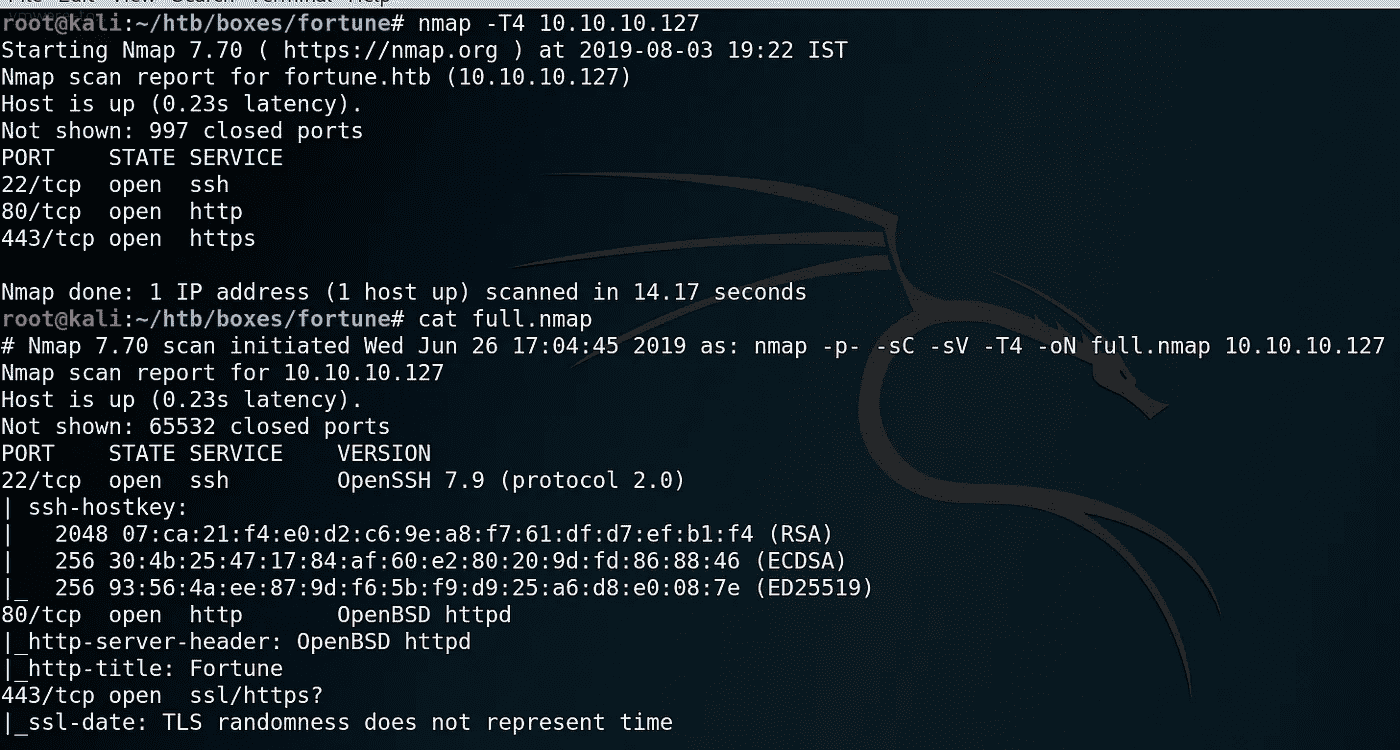 root@kali:~/htb/boxes/fortune# nmap -T4 10.10.10.127
Starting Nmap 7.70 ( https://nmap.org ) at 2019-08-03 19:22 IST
Nmap scan report for fortune.htb (10.10.10.127)
Host is up (0.23s latency).
Not shown: 997 closed ports
PORT    STATE SERVICE
22/tcp  open  ssh
80/tcp  open  http
443/tcp open  https

Nmap done: 1 IP address (1 host up) scanned in 14.17 seconds
root@kali:~/htb/boxes/fortune# cat full.nmap
# Nmap 7.70 scan initiated Wed Jun 26 17:04:45 2019 as: nmap -p- -sC -sV -T4 -oN full.nmap 10.10.10.127
Nmap scan report for 10.10.10.127
Host is up (0.23s latency).
Not shown: 65532 closed ports
PORT    STATE SERVICE    VERSION
22/tcp  open  ssh        OpenSSH 7.9 (protocol 2.0)
| ssh-hostkey:
|   2048 07:ca:21:f4:e0:d2:c6:9e:a8:f7:61:df:d7:ef:b1:f4 (RSA)
|   256 30:4b:25:47:17:84:af:60:e2:80:20:9d:fd:86:88:46 (ECDSA)
|_  256 93:56:4a:ee:87:9d:f6:5b:f9:d9:25:a6:d8:e0:08:7e (ED25519)
80/tcp  open  http       OpenBSD httpd
|_http-server-header: OpenBSD httpd
|_http-title: Fortune
443/tcp open  ssl/https?
|_ssl-date: TLS randomness does not represent time